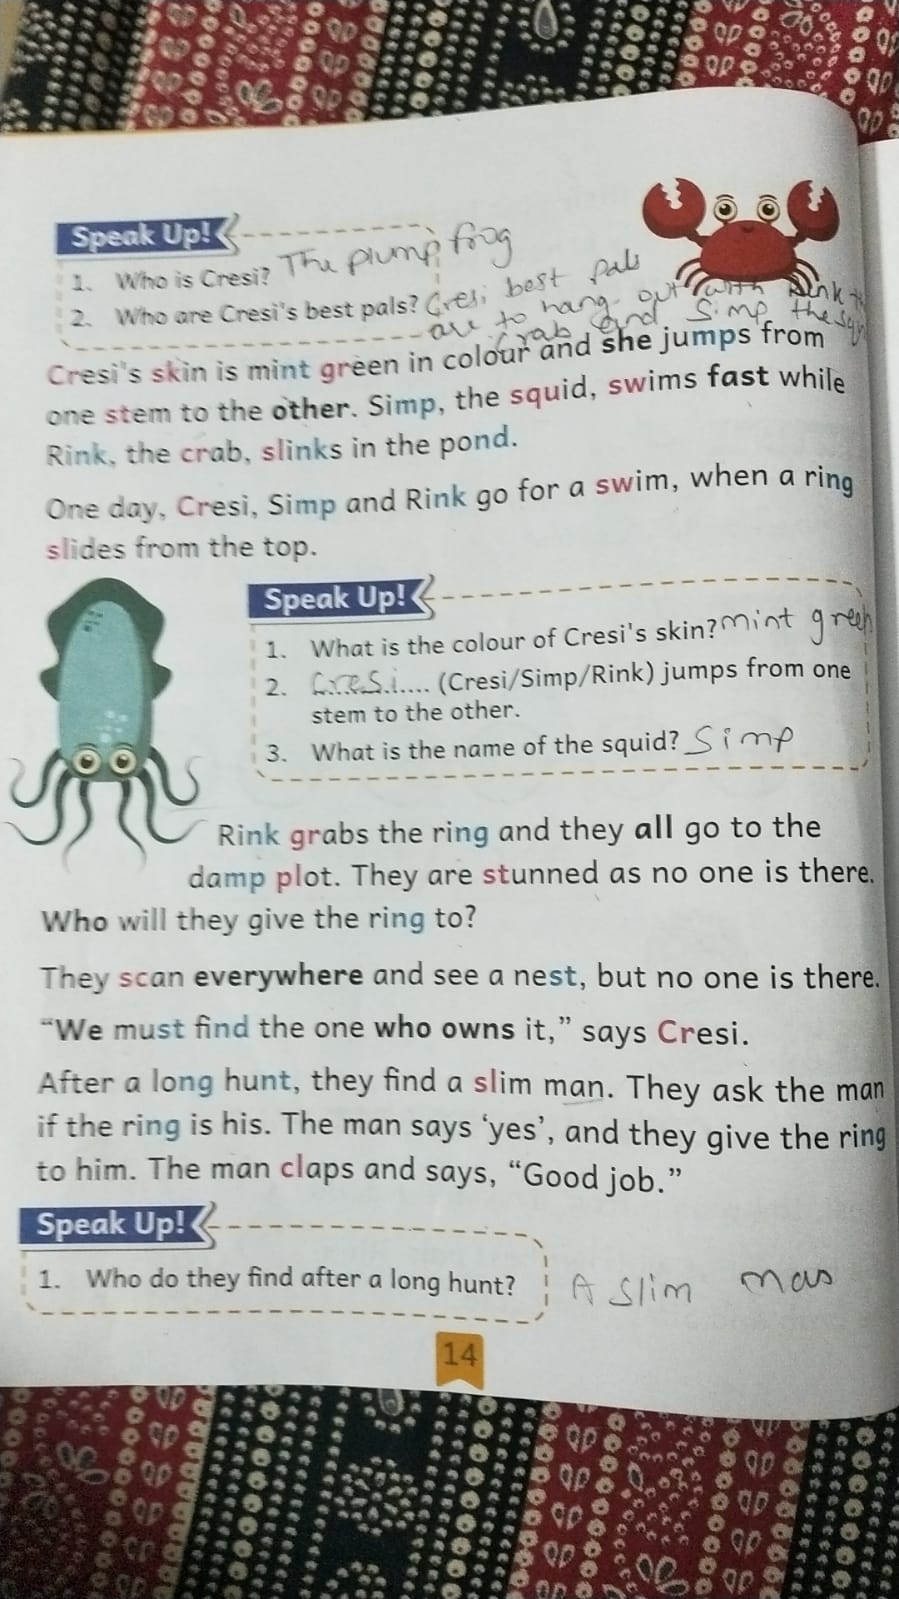 Speak Up!
1. Who is Cresi? The plump frog
2. Who are Cresi's best pals? Cresi best pals
are to hang out with Rink the
Crab and Simp the squ
Cresi's skin is mint green in colour and she jumps from
one stem to the other. Simp, the squid, swims fast while
Rink, the crab, slinks in the pond.
One day, Cresi, Simp and Rink go for a swim, when a ring
slides from the top.
Speak Up!
1. What is the colour of Cresi's skin? mint green
2. Cresi.... (Cresi/Simp/Rink) jumps from one
stem to the other.
3. What is the name of the squid? Simp
Rink grabs the ring and they all go to the
damp plot. They are stunned as no one is there.
Who will they give the ring to?
They scan everywhere and see a nest, but no one is there.
“We must find the one who owns it,” says Cresi.
After a long hunt, they find a slim man. They ask the man
if the ring is his. The man says ‘yes’, and they give the ring
to him. The man claps and says, “Good job.”
Speak Up!
1. Who do they find after a long hunt? A slim man
14